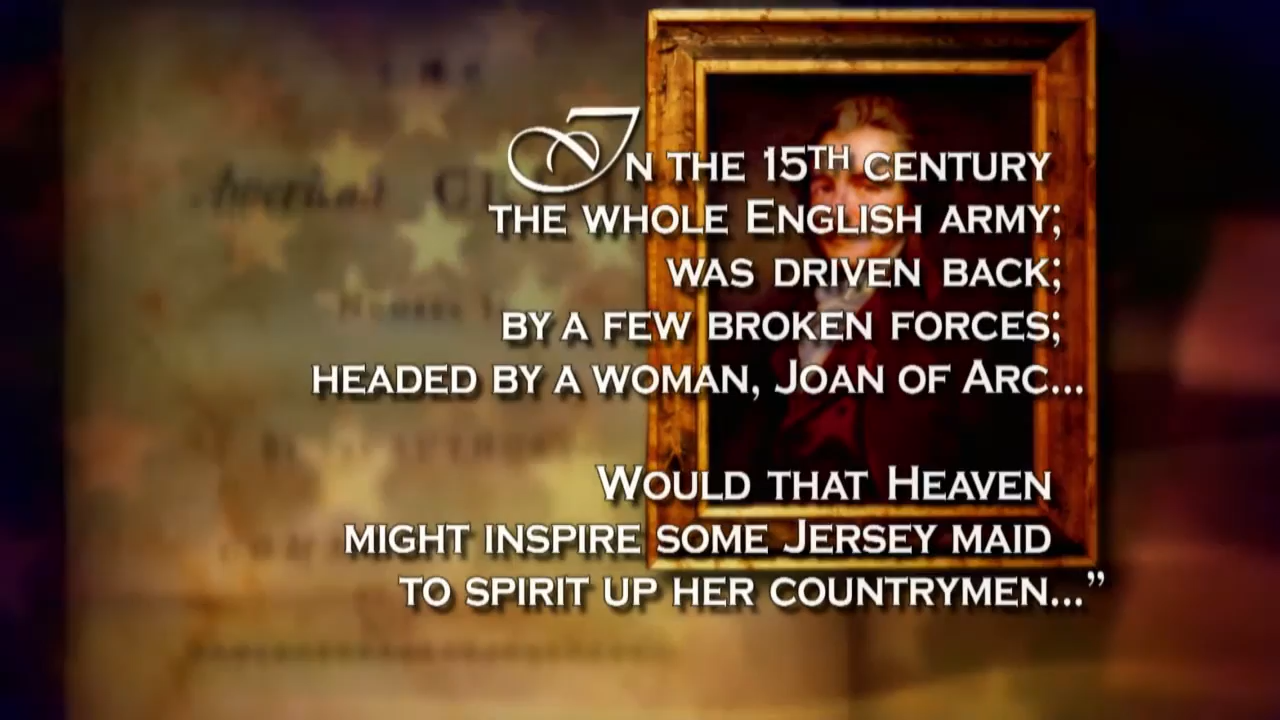 In the 15th century
the whole English army;
was driven back;
by a few broken forces;
headed by a woman, Joan of Arc...
Would that Heaven
might inspire some Jersey maid
to spirit up her countrymen...”